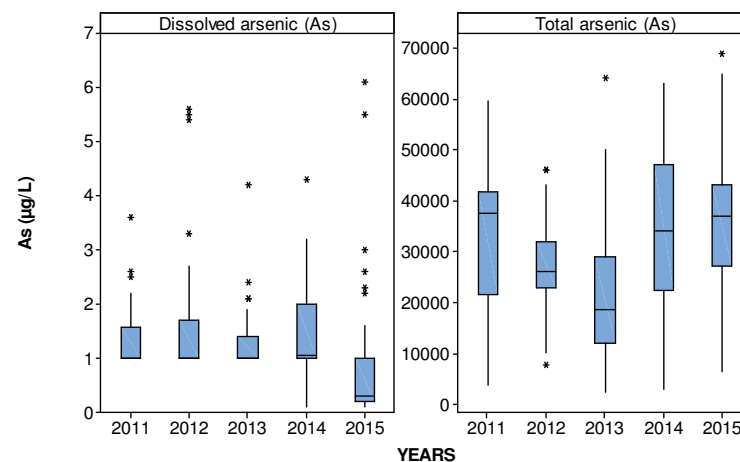 Dissolved arsenic (As)
Total arsenic (As)
As (µg/L)
7
6
5
4
3
2
1
0
70000
60000
50000
40000
30000
20000
10000
0
2011 2012 2013 2014 2015
2011 2012 2013 2014 2015
YEARS